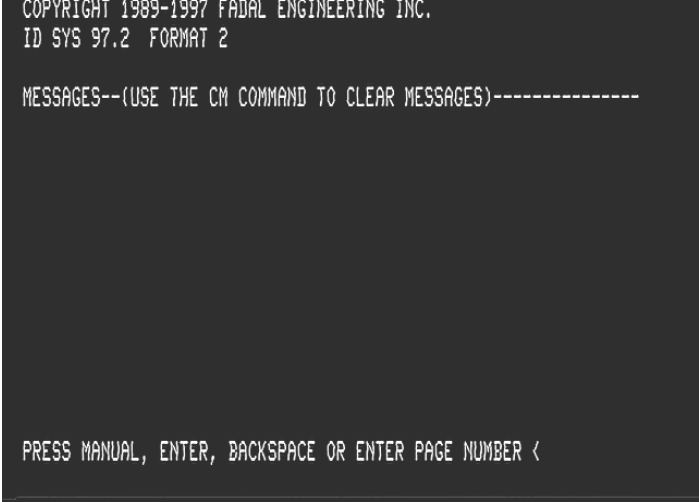 COPYRIGHT 1989-1997 FADAL ENGINEERING INC.
ID SYS 97.2  FORMAT 2
MESSAGES--(USE THE CM COMMAND TO CLEAR MESSAGES)---------------
PRESS MANUAL, ENTER, BACKSPACE OR ENTER PAGE NUMBER <